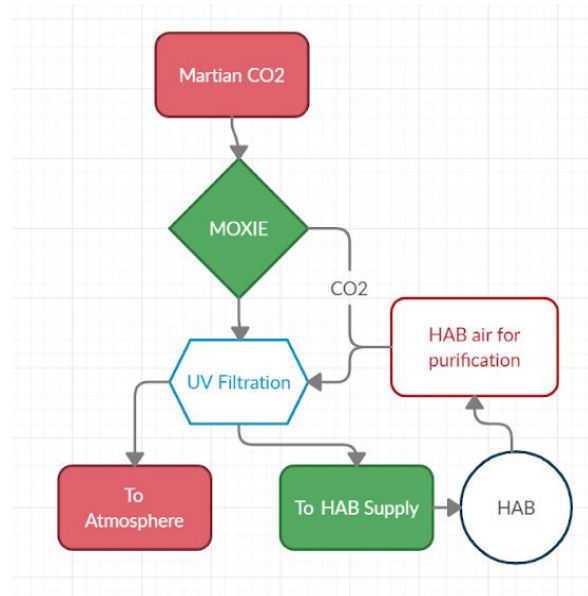 Martian CO2
MOXIE
CO2
HAB air for
purification
UV Filtration
To
Atmosphere
To HAB Supply
HAB